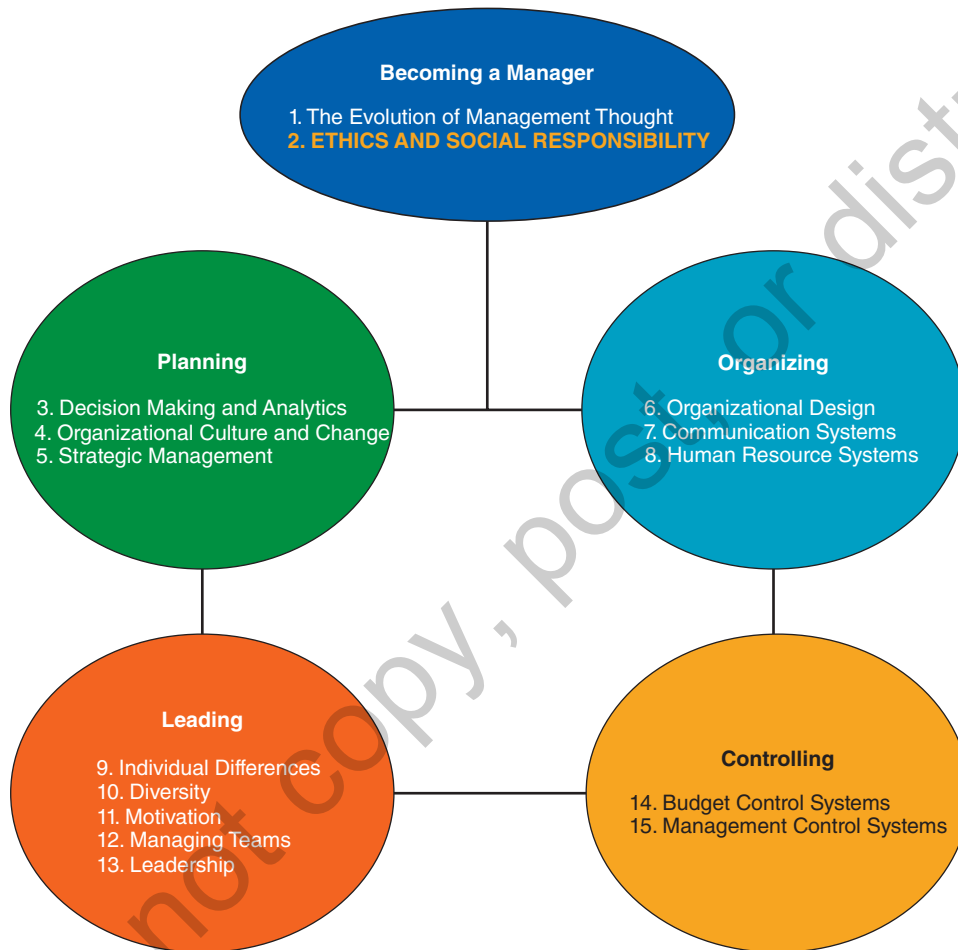 Becoming a Manager
1. The Evolution of Management Thought
2. ETHICS AND SOCIAL RESPONSIBILITY
Planning
3. Decision Making and Analytics
4. Organizational Culture and Change
5. Strategic Management
Organizing
6. Organizational Design
7. Communication Systems
8. Human Resource Systems
Leading
9. Individual Differences
10. Diversity
11. Motivation
12. Managing Teams
13. Leadership
Controlling
14. Budget Control Systems
15. Management Control Systems
not copy, post, or